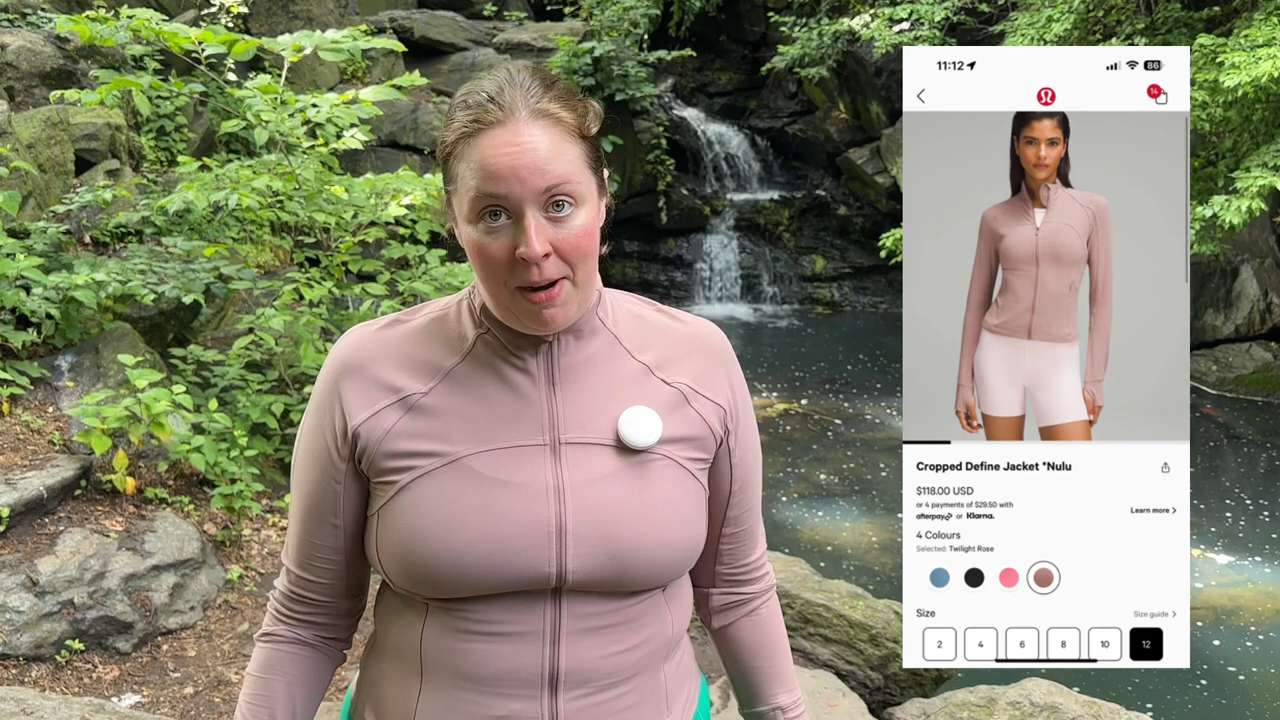 11:12
86
14
Cropped Define Jacket *Nulu
$118.00 USD
or 4 payments of $29.50 with
afterpay or Klarna.
Learn more
4 Colours
Selected: Twilight Rose
Size
Size guide
2 4 6 8 10 12